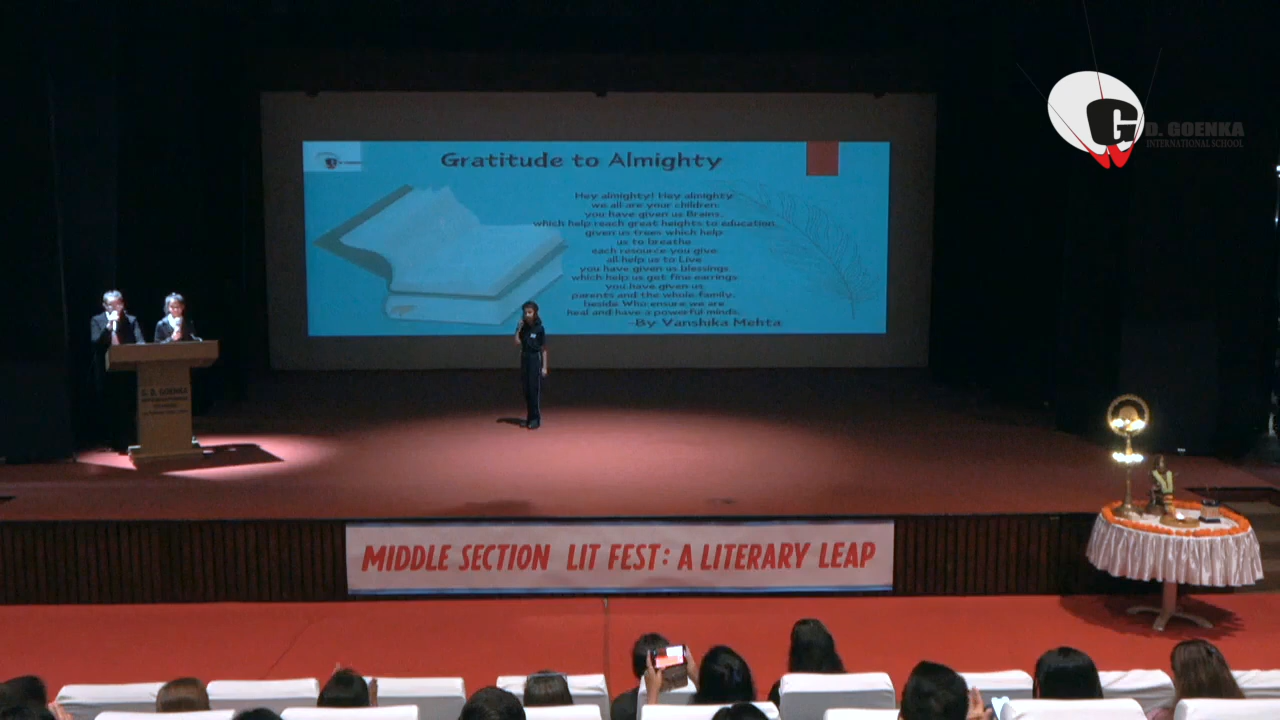 G
D. GOENKA
INTERNATIONAL SCHOOL
Gratitude to Almighty
Hey almighty! Hey almighty
we all are your children.
you have given us Brains.
which help reach great heights to education.
given us trees which help
us to breathe
each resource you give
all help us to Live
you have given us blessings
which help us get fine earrings
you have given us
parents and the whole family.
beside Who ensure we are
heal and have a powerful minds.
-By Vanshika Mehta
G. D. GOENKA
INTERNATIONAL
MIDDLE SECTION LIT FEST: A LITERARY LEAP